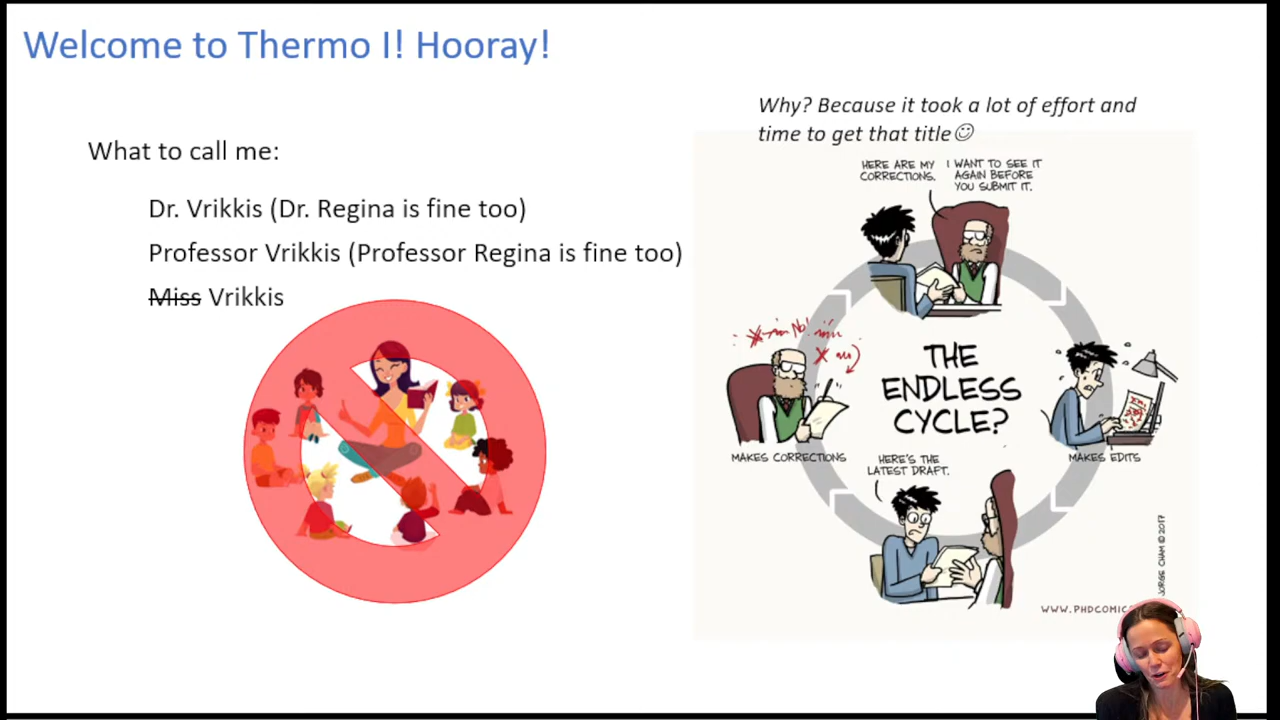 Welcome to Thermo I! Hooray!
What to call me:
Dr. Vrikkis (Dr. Regina is fine too)
Professor Vrikkis (Professor Regina is fine too)
Miss Vrikkis
Why? Because it took a lot of effort and
time to get that title☺
HERE ARE MY
CORRECTIONS.
I WANT TO SEE IT
AGAIN BEFORE
YOU SUBMIT IT.
No!
THE
ENDLESS
CYCLE?
MAKES CORRECTIONS
MAKES EDITS
HERE'S THE
LATEST DRAFT.
JORGE CHAM © 2017
WWW.PHDCOMIC